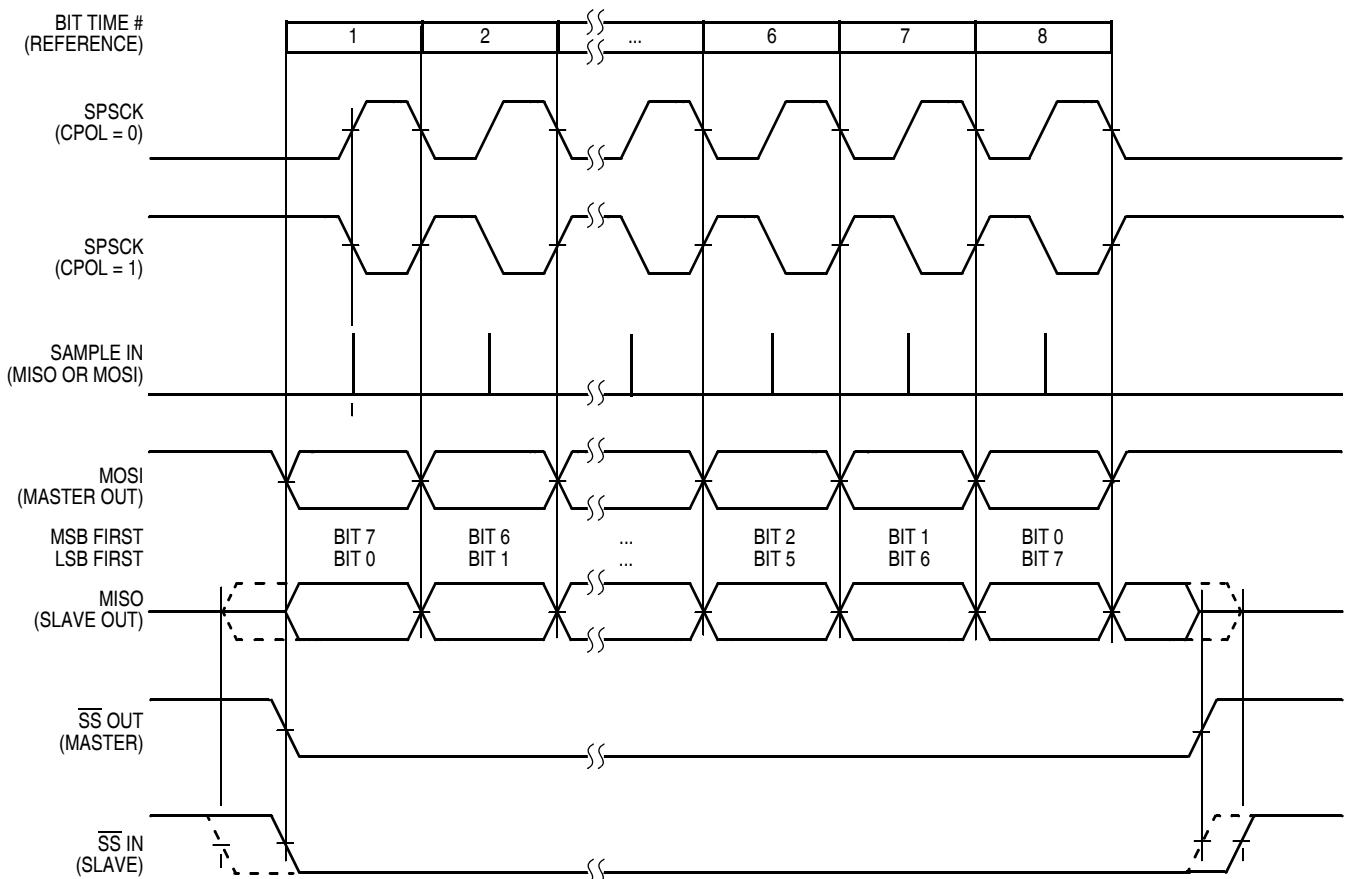 BIT TIME #
(REFERENCE)
1 2 ... 6 7 8
SPSCK
(CPOL = 0)
SPSCK
(CPOL = 1)
SAMPLE IN
(MISO OR MOSI)
MOSI
(MASTER OUT)
MSB FIRST BIT 7 BIT 6 ... BIT 2 BIT 1 BIT 0
LSB FIRST BIT 0 BIT 1 ... BIT 5 BIT 6 BIT 7
MISO
(SLAVE OUT)
S̅S̅ OUT
(MASTER)
S̅S̅ IN
(SLAVE)